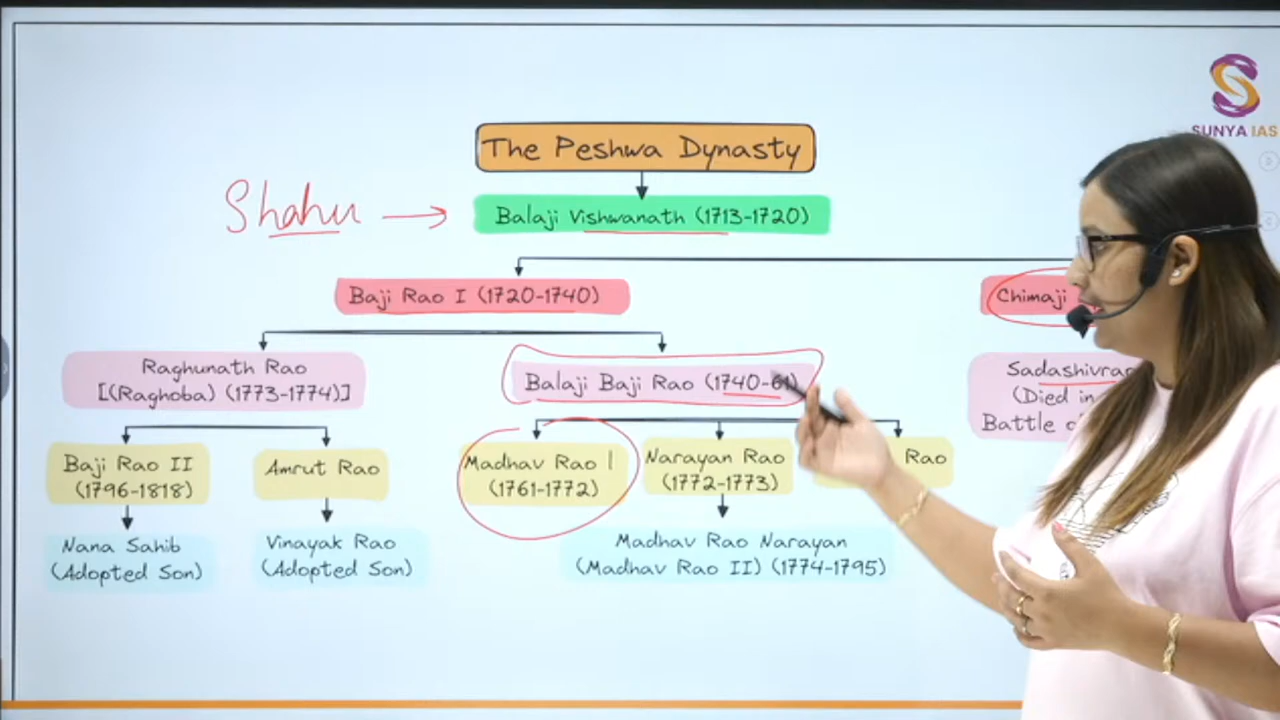 SUNYA IAS
The Peshwa Dynasty
Shahu
Balaji Vishwanath (1713-1720)
Baji Rao I (1720-1740)
Chimaji
Raghunath Rao
[(Raghoba) (1773-1774)]
Balaji Baji Rao (1740-61)
Sadashivrao
(Died in
Battle
Baji Rao II
(1796-1818)
Amrut Rao
Madhav Rao I
(1761-1772)
Narayan Rao
(1772-1773)
Rao
Nana Sahib
(Adopted Son)
Vinayak Rao
(Adopted Son)
Madhav Rao Narayan
(Madhav Rao II) (1774-1795)